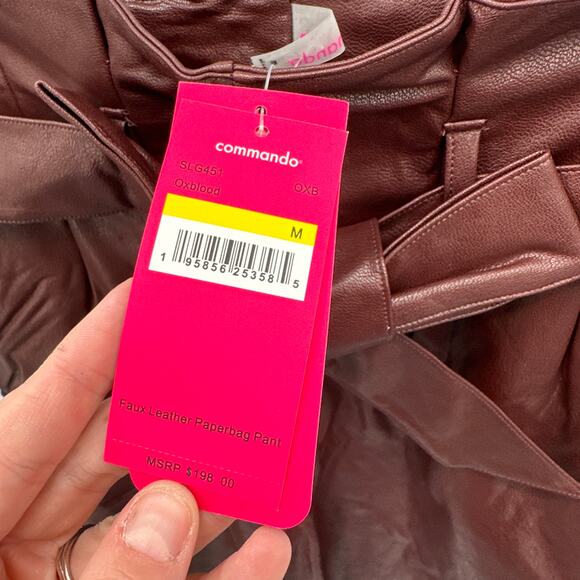 commando®
SLG451
Oxblood OXB
M
1 95856 25358 5
Faux Leather Paperbag Pant
MSRP $198 00